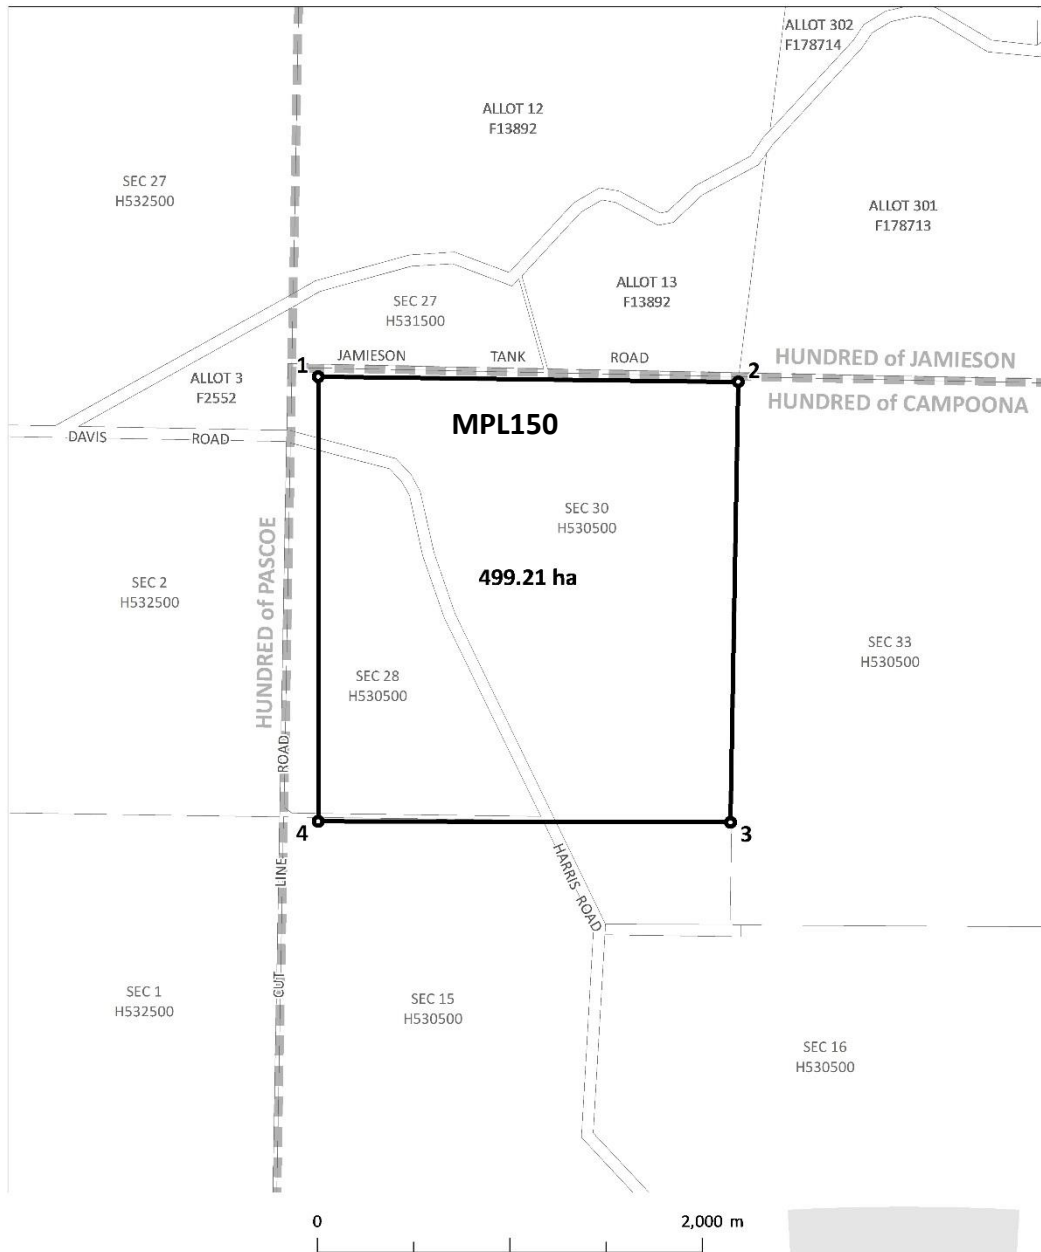 ALLOT 302
F178714
ALLOT 12
F13892
SEC 27
H532500
ALLOT 301
F178713
ALLOT 13
F13892
SEC 27
H531500
JAMIESON TANK ROAD
HUNDRED of JAMIESON
1
2
ALLOT 3
F2552
HUNDRED of CAMPOONA
MPL150
DAVIS ROAD
SEC 30
H530500
HUNDRED of PASCOE
499.21 ha
SEC 2
H532500
SEC 33
H530500
SEC 28
H530500
CUT LINE ROAD
4
3
HARRIS ROAD
SEC 1
H532500
SEC 15
H530500
SEC 16
H530500
0
2,000 m